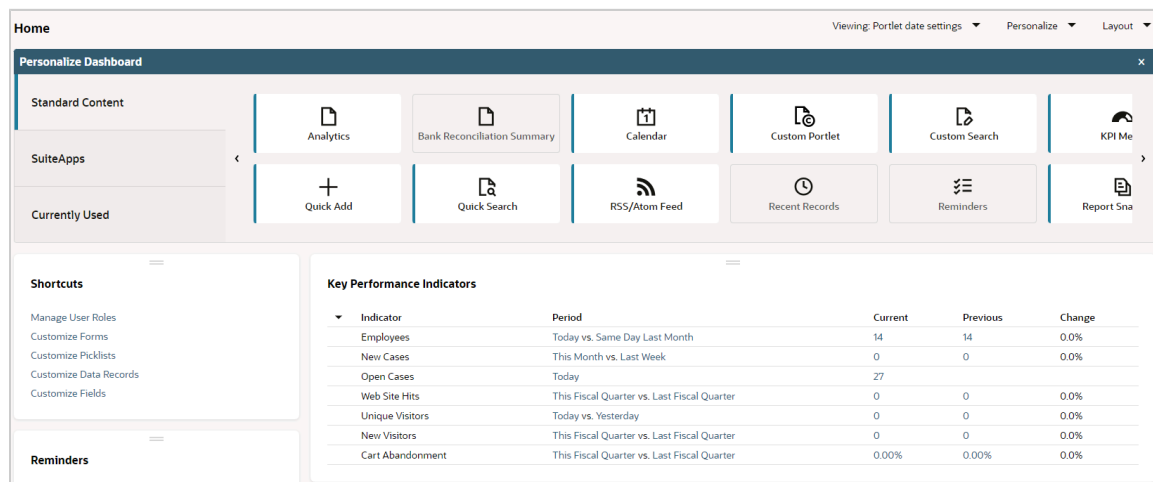 Home
Viewing: Portlet date settings Personalize Layout
Personalize Dashboard x
Standard Content
SuiteApps
Currently Used
Analytics Bank Reconciliation Summary Calendar Custom Portlet Custom Search KPI Me
Quick Add Quick Search RSS/Atom Feed Recent Records Reminders Report Sna
Shortcuts
Manage User Roles
Customize Forms
Customize Picklists
Customize Data Records
Customize Fields
Reminders
Key Performance Indicators
Indicator Period Current Previous Change
Employees Today vs. Same Day Last Month 14 14 0.0%
New Cases This Month vs. Last Week 0 0 0.0%
Open Cases Today 27
Web Site Hits This Fiscal Quarter vs. Last Fiscal Quarter 0 0 0.0%
Unique Visitors Today vs. Yesterday 0 0 0.0%
New Visitors This Fiscal Quarter vs. Last Fiscal Quarter 0 0 0.0%
Cart Abandonment This Fiscal Quarter vs. Last Fiscal Quarter 0.00% 0.00% 0.0%